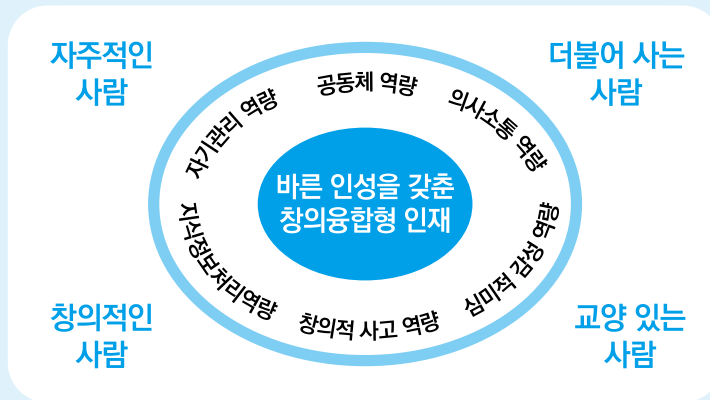 자주적인
사람
더불어 사는
사람
자기관리 역량
공동체 역량
의사소통 역량
바른 인성을 갖춘
창의융합형 인재
지식정보처리역량
창의적 사고 역량
심미적 감성 역량
창의적인
사람
교양 있는
사람